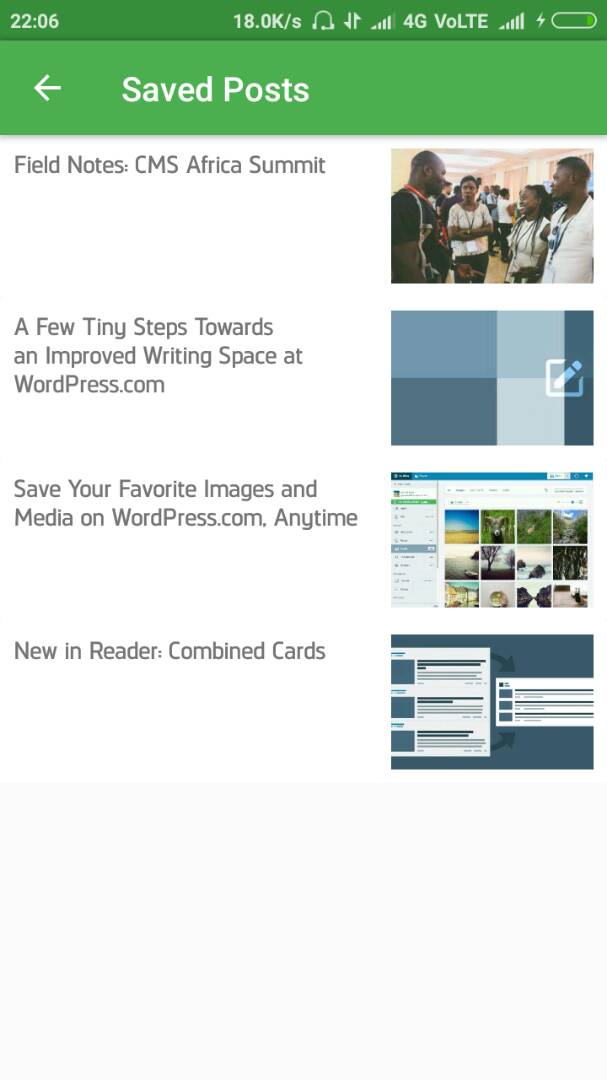 22:06 18.0K/s 4G VoLTE
Saved Posts
Field Notes: CMS Africa Summit
A Few Tiny Steps Towards
an Improved Writing Space at
WordPress.com
Save Your Favorite Images and
Media on WordPress.com, Anytime
New in Reader: Combined Cards